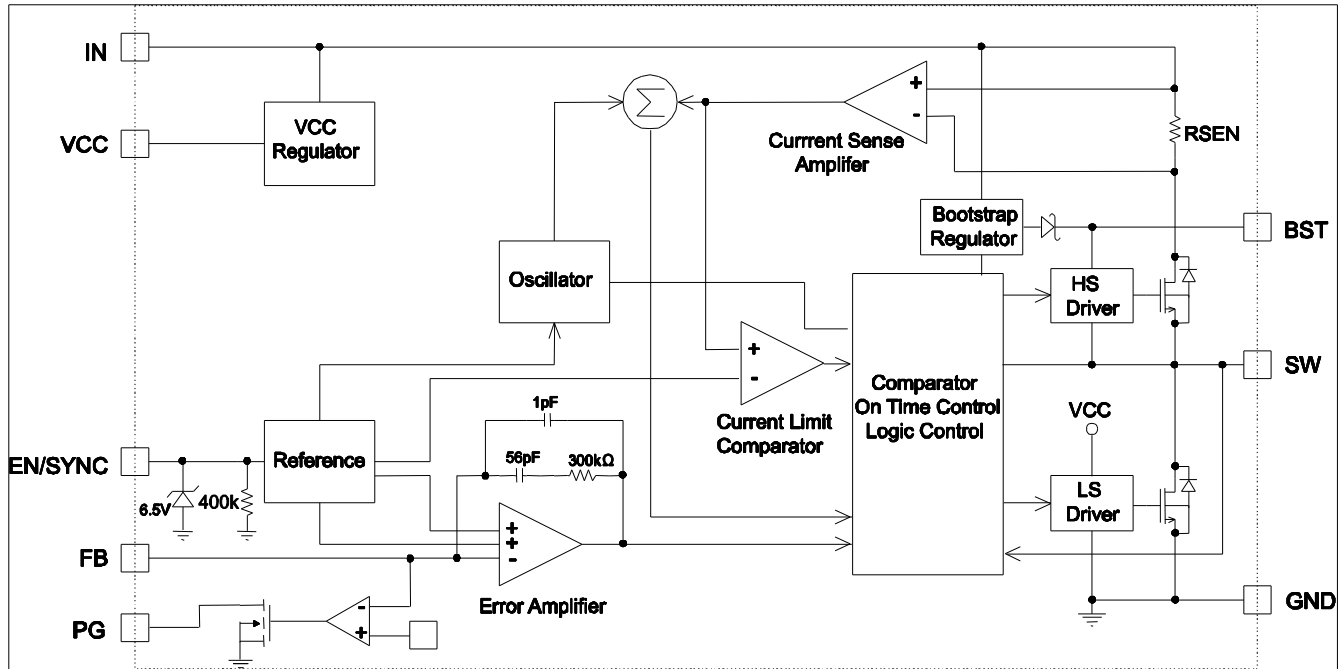 IN
VCC
VCC
Regulator
Σ
+
-
Currrent Sense
Amplifer
RSEN
Bootstrap
Regulator
BST
Oscillator
HS
Driver
+
-
Current Limit
Comparator
Comparator
On Time Control
Logic Control
SW
VCC
1pF
56pF
300kΩ
EN/SYNC
Reference
6.5V
400k
LS
Driver
+
+
-
Error Amplifier
FB
PG
-
+
GND